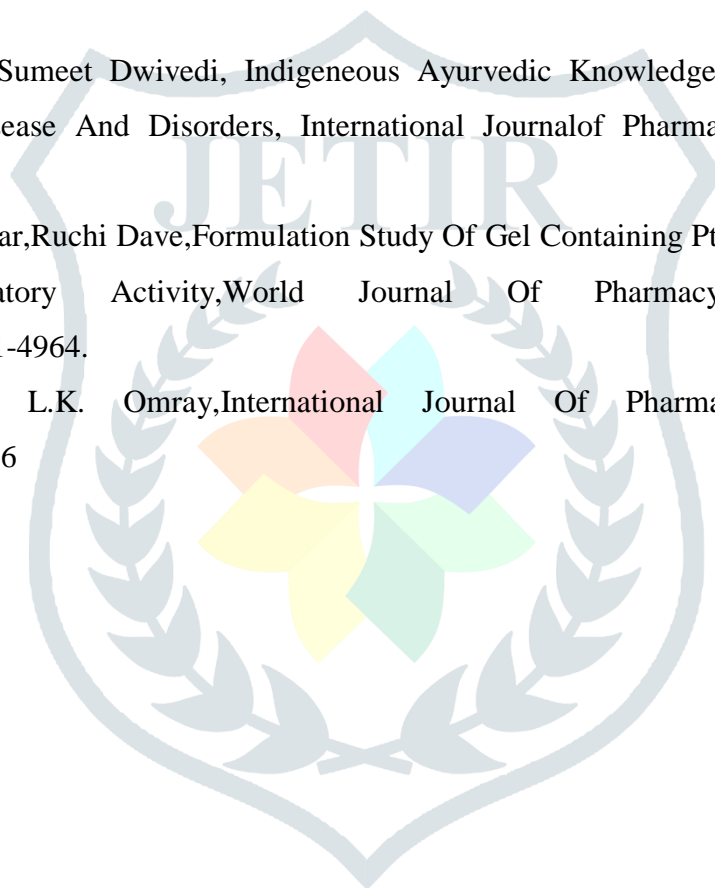 Sumeet Dwivedi, Indigeneous Ayurvedic Knowledge
ease And Disorders, International Journalof Pharma
JETIR
ar,Ruchi Dave,Formulation Study Of Gel Containing Pt
atory Activity,World Journal Of Pharmacy
-4964.
L.K. Omray,International Journal Of Pharma
6